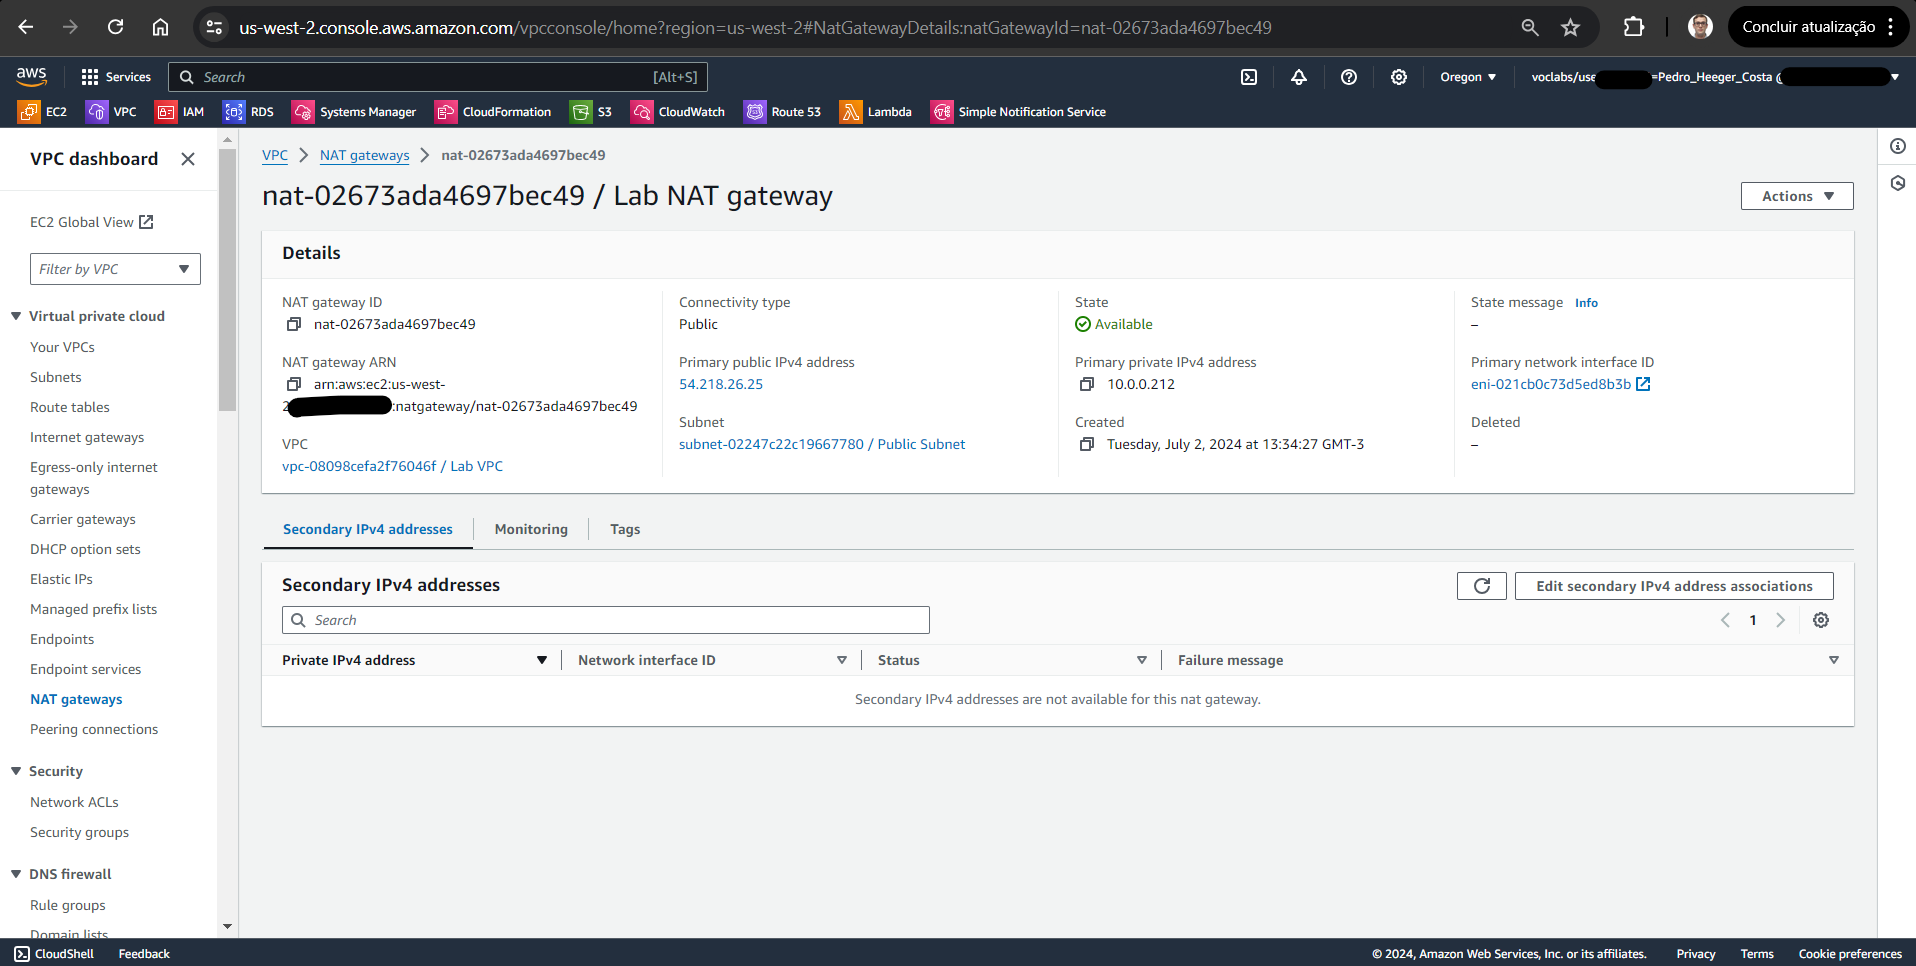 us-west-2.console.aws.amazon.com/vpcconsole/home?region=us-west-2#NatGatewayDetails:natGatewayId=nat-02673ada4697bec49
Concluir atualização
aws
Services
Search
[Alt+S]
Oregon
voclabs/use =Pedro_Heeger_Costa @
EC2
VPC
IAM
RDS
Systems Manager
CloudFormation
S3
CloudWatch
Route 53
Lambda
Simple Notification Service
VPC dashboard
EC2 Global View
Filter by VPC
Virtual private cloud
Your VPCs
Subnets
Route tables
Internet gateways
Egress-only internet
gateways
Carrier gateways
DHCP option sets
Elastic IPs
Managed prefix lists
Endpoints
Endpoint services
NAT gateways
Peering connections
Security
Network ACLs
Security groups
DNS firewall
Rule groups
Domain lists
VPC
NAT gateways
nat-02673ada4697bec49
nat-02673ada4697bec49 / Lab NAT gateway
Actions
Details
NAT gateway ID
nat-02673ada4697bec49
NAT gateway ARN
arn:aws:ec2:us-west-
2 :natgateway/nat-02673ada4697bec49
VPC
vpc-08098cefa2f76046f / Lab VPC
Connectivity type
Public
Primary public IPv4 address
54.218.26.25
Subnet
subnet-02247c22c19667780 / Public Subnet
State
Available
Primary private IPv4 address
10.0.0.212
Created
Tuesday, July 2, 2024 at 13:34:27 GMT-3
State message Info
–
Primary network interface ID
eni-021cb0c73d5ed8b3b
Deleted
–
Secondary IPv4 addresses
Monitoring
Tags
Secondary IPv4 addresses
Edit secondary IPv4 address associations
Search
1
Private IPv4 address
Network interface ID
Status
Failure message
Secondary IPv4 addresses are not available for this nat gateway.
CloudShell
Feedback
© 2024, Amazon Web Services, Inc. or its affiliates.
Privacy
Terms
Cookie preferences